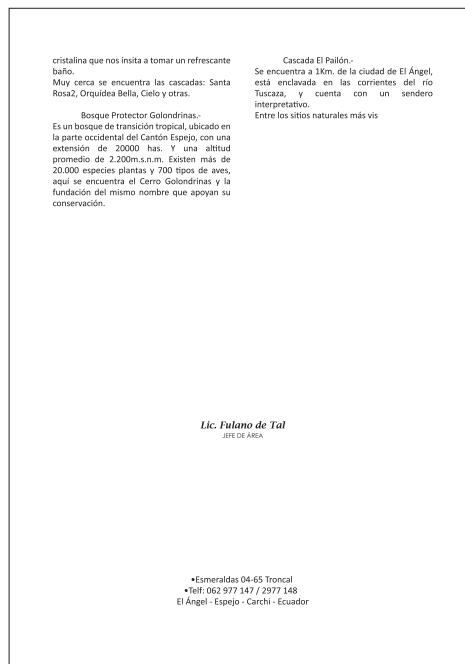 cristalina que nos insita a tomar un refrescante
baño.
Muy cerca se encuentra las cascadas: Santa
Rosa2, Orquídea Bella, Cielo y otras.
Bosque Protector Golondrinas.-
Es un bosque de transición tropical, ubicado en
la parte occidental del Cantón Espejo, con una
extensión de 20000 has. Y una altitud
promedio de 2.200m.s.n.m. Existen más de
20.000 especies plantas y 700 tipos de aves,
aquí se encuentra el Cerro Golondrinas y la
fundación del mismo nombre que apoyan su
conservación.
Cascada El Pailón.-
Se encuentra a 1Km. de la ciudad de El Ángel,
está enclavada en las corrientes del río
Tuscaza, y cuenta con un sendero
interpretativo.
Entre los sitios naturales más vis
Lic. Fulano de Tal
JEFE DE ÁREA
•Esmeraldas 04-65 Troncal
•Telf: 062 977 147 / 2977 148
El Ángel - Espejo - Carchi - Ecuador